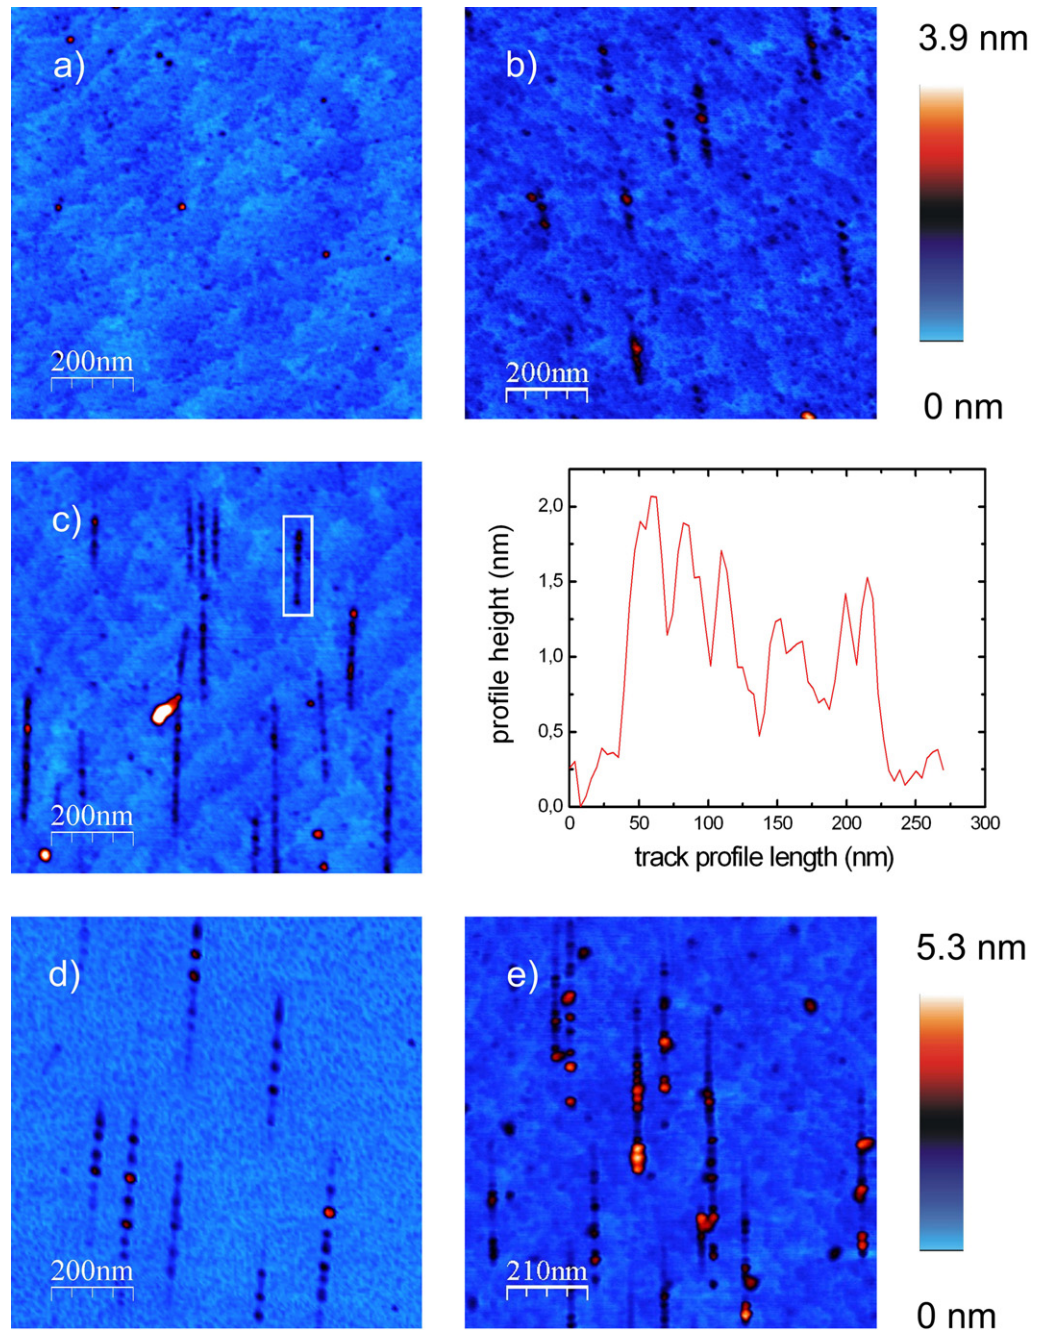 a)
200nm
b)
200nm
3.9 nm
0 nm
c)
200nm
profile height (nm)
2,0
1,5
1,0
0,5
0,0
0 50 100 150 200 250 300
track profile length (nm)
d)
200nm
e)
210nm
5.3 nm
0 nm